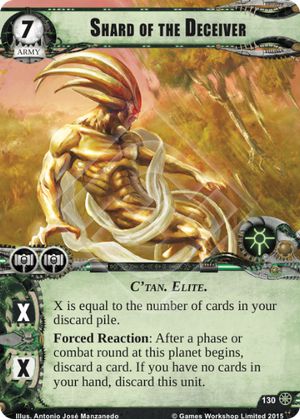 7
ARMY
SHARD OF THE DECEIVER
C'TAN. ELITE.
X
X
X is equal to the number of cards in your
discard pile.
Forced Reaction: After a phase or
combat round at this planet begins,
discard a card. If you have no cards in
your hand, discard this unit.
130
Illus. Antonio José Manzanedo
© Games Workshop Limited 2015